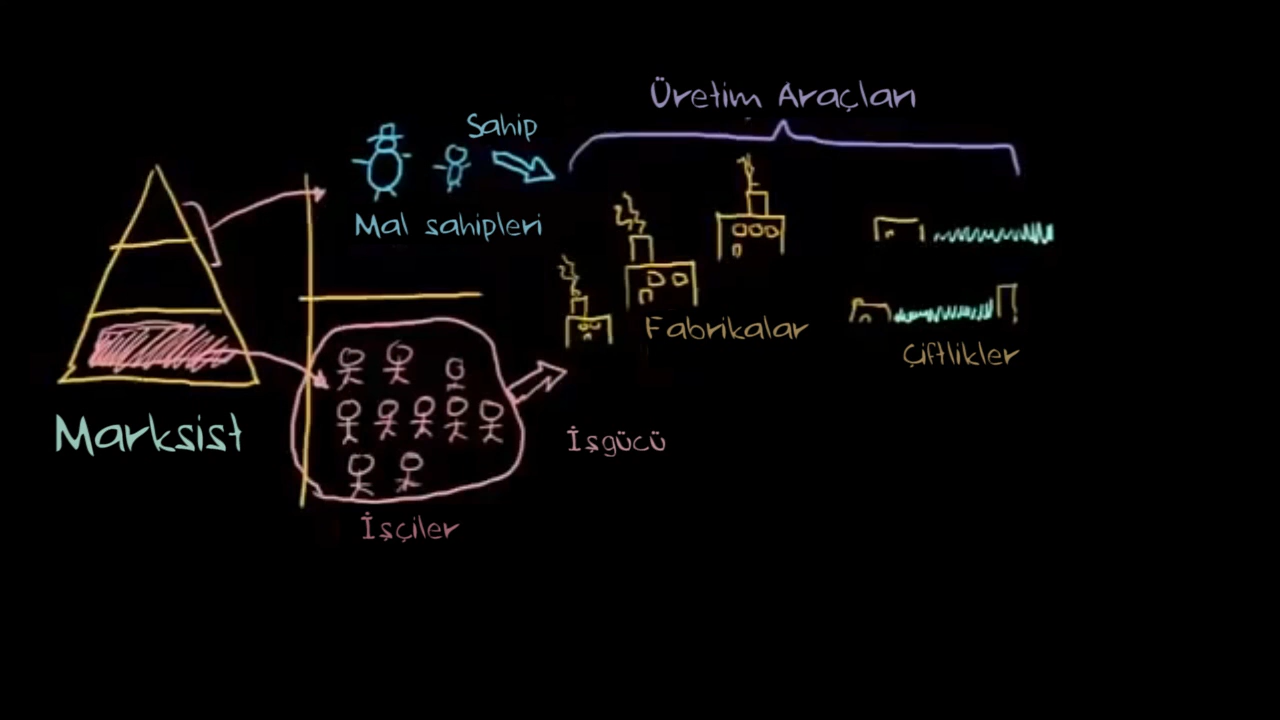 Üretim Araçları
Sahip
Mal sahipleri
Fabrikalar
Çiftlikler
Marksist
İşgücü
İşçiler